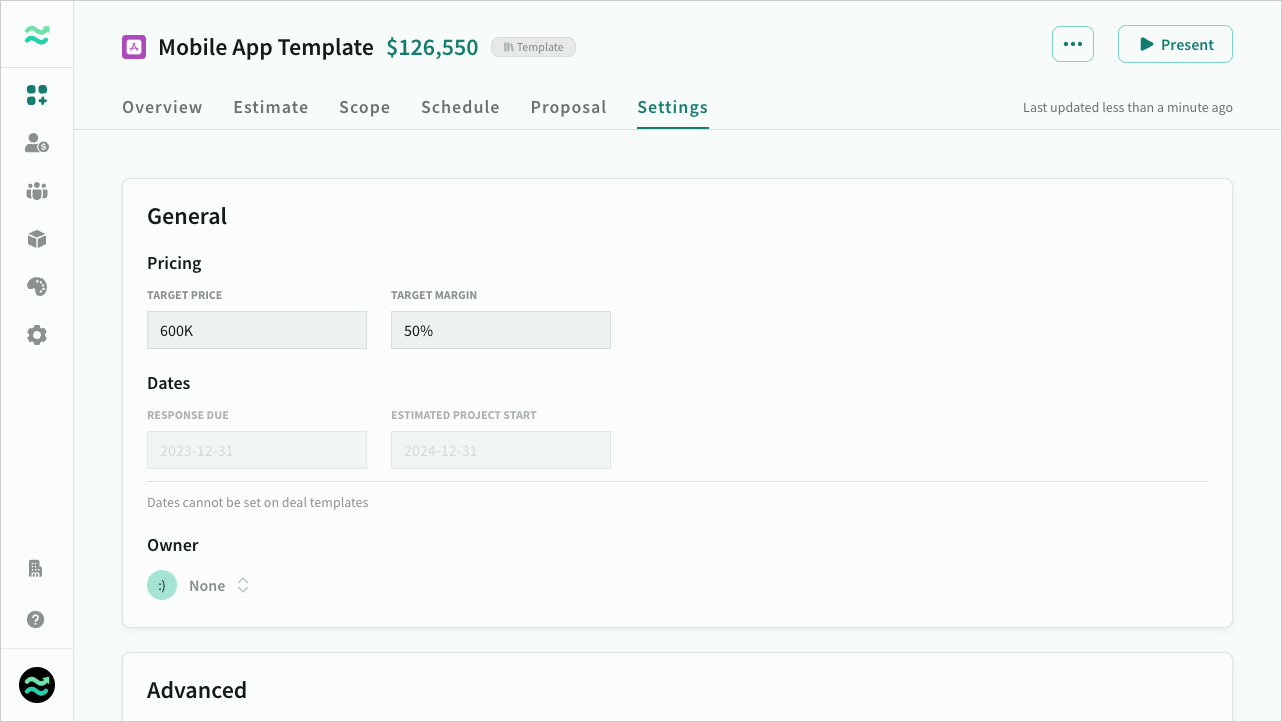 Mobile App Template $126,550 Template
Present
Overview Estimate Scope Schedule Proposal Settings Last updated less than a minute ago
General
Pricing
TARGET PRICE TARGET MARGIN
600K 50%
Dates
RESPONSE DUE ESTIMATED PROJECT START
2023-12-31 2024-12-31
Dates cannot be set on deal templates
Owner
:) None
Advanced